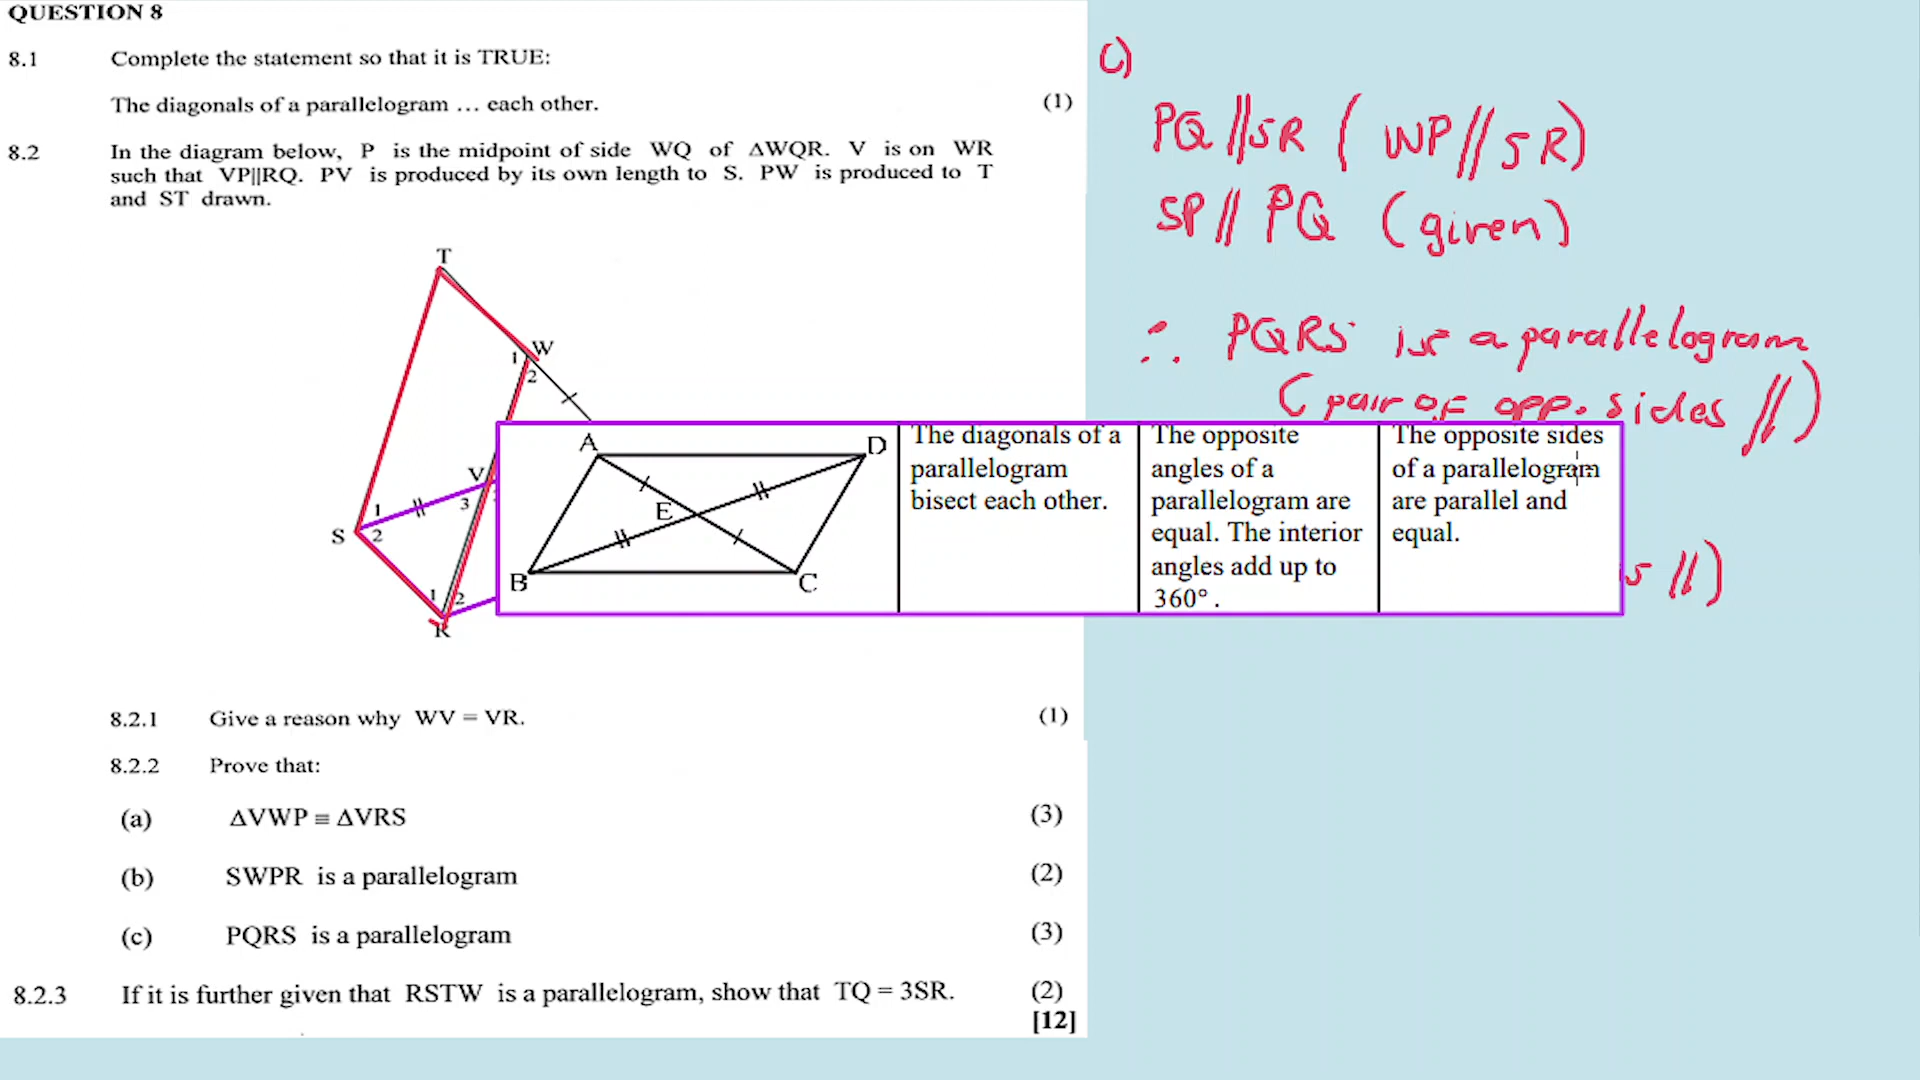 QUESTION 8
8.1 Complete the statement so that it is TRUE:
The diagonals of a parallelogram ... each other. (1)
8.2 In the diagram below, P is the midpoint of side WQ of ΔWQR. V is on WR
such that VP||RQ. PV is produced by its own length to S. PW is produced to T
and ST drawn.
T
W
1
2
V
3
S
1
2
1
2
R
A
D
E
B
C
The diagonals of a
parallelogram
bisect each other.
The opposite
angles of a
parallelogram are
equal. The interior
angles add up to
360° .
The opposite sides
of a parallelogram
are parallel and
equal.
8.2.1 Give a reason why WV = VR. (1)
8.2.2 Prove that:
(a) ΔVWP ≡ ΔVRS (3)
(b) SWPR is a parallelogram (2)
(c) PQRS is a parallelogram (3)
8.2.3 If it is further given that RSTW is a parallelogram, show that TQ = 3SR. (2)
[12]
C)
PQ // SR ( WP // SR)
SP // PQ (given)
∴ PQRS is a parallelogram
( pair of opp. sides //)
s //)